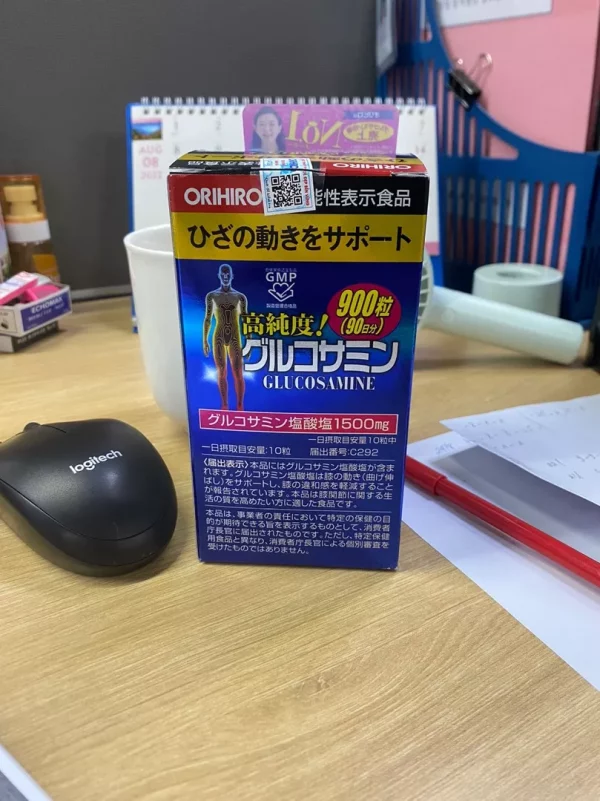 ORIHIRO
能性表示食品
ひざの動きをサポート
GMP
900粒
(90日分)
高純度!
グルコサミン
GLUCOSAMINE
グルコサミン塩酸塩1500mg
一日摂取目安量10粒中
一日摂取目安量:10粒 届出番号:C292
〈届出表示〉本品にはグルコサミン塩酸塩が含ま
れます。グルコサミン塩酸塩は膝の動き(曲げ伸
ばし)をサポートし、膝の違和感を軽減すること
が報告されています。本品は膝関節に関する生
活の質を高めたい方に適した食品です。
本品は、事業者の責任において特定の保健の目
的が期待できる旨を表示するものとして、消費者
庁長官に届出されたものです。ただし、特定保健
用食品と異なり、消費者庁長官による個別審査を
受けたものではありません。
logitech
ECHOMAX
AUG
08